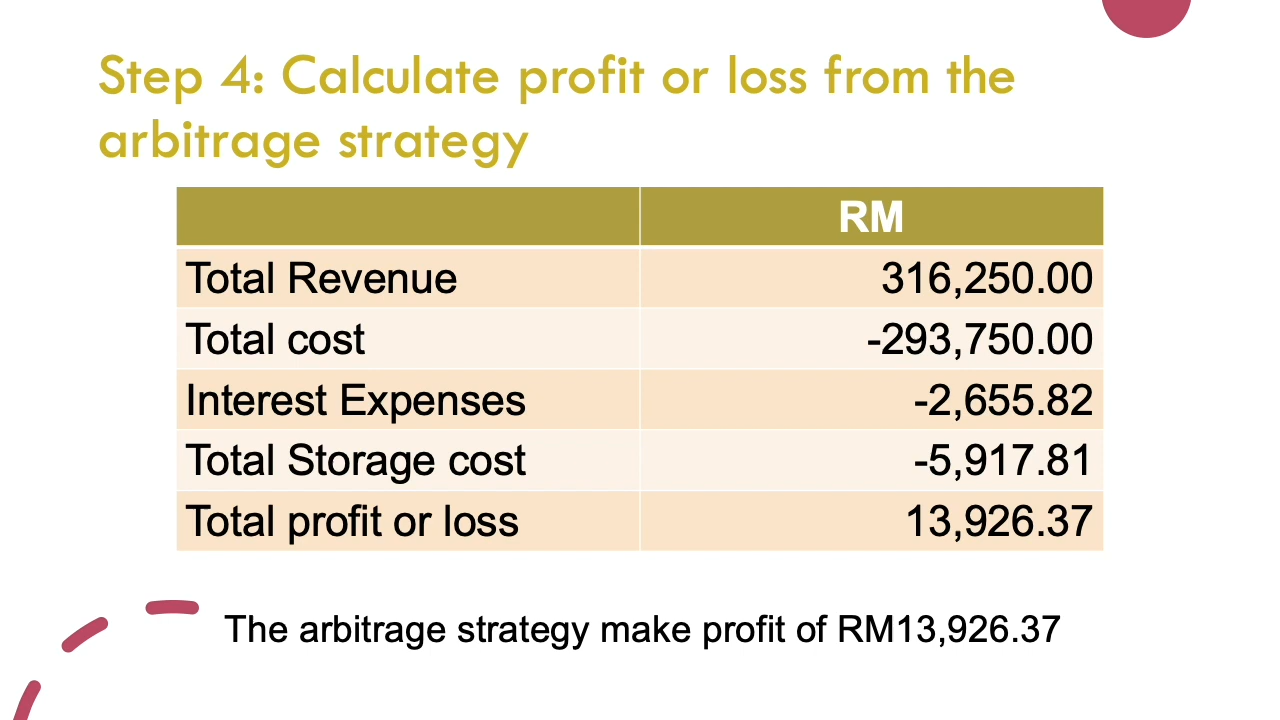 Step 4: Calculate profit or loss from the
arbitrage strategy
RM
Total Revenue 316,250.00
Total cost -293,750.00
Interest Expenses -2,655.82
Total Storage cost -5,917.81
Total profit or loss 13,926.37
The arbitrage strategy make profit of RM13,926.37